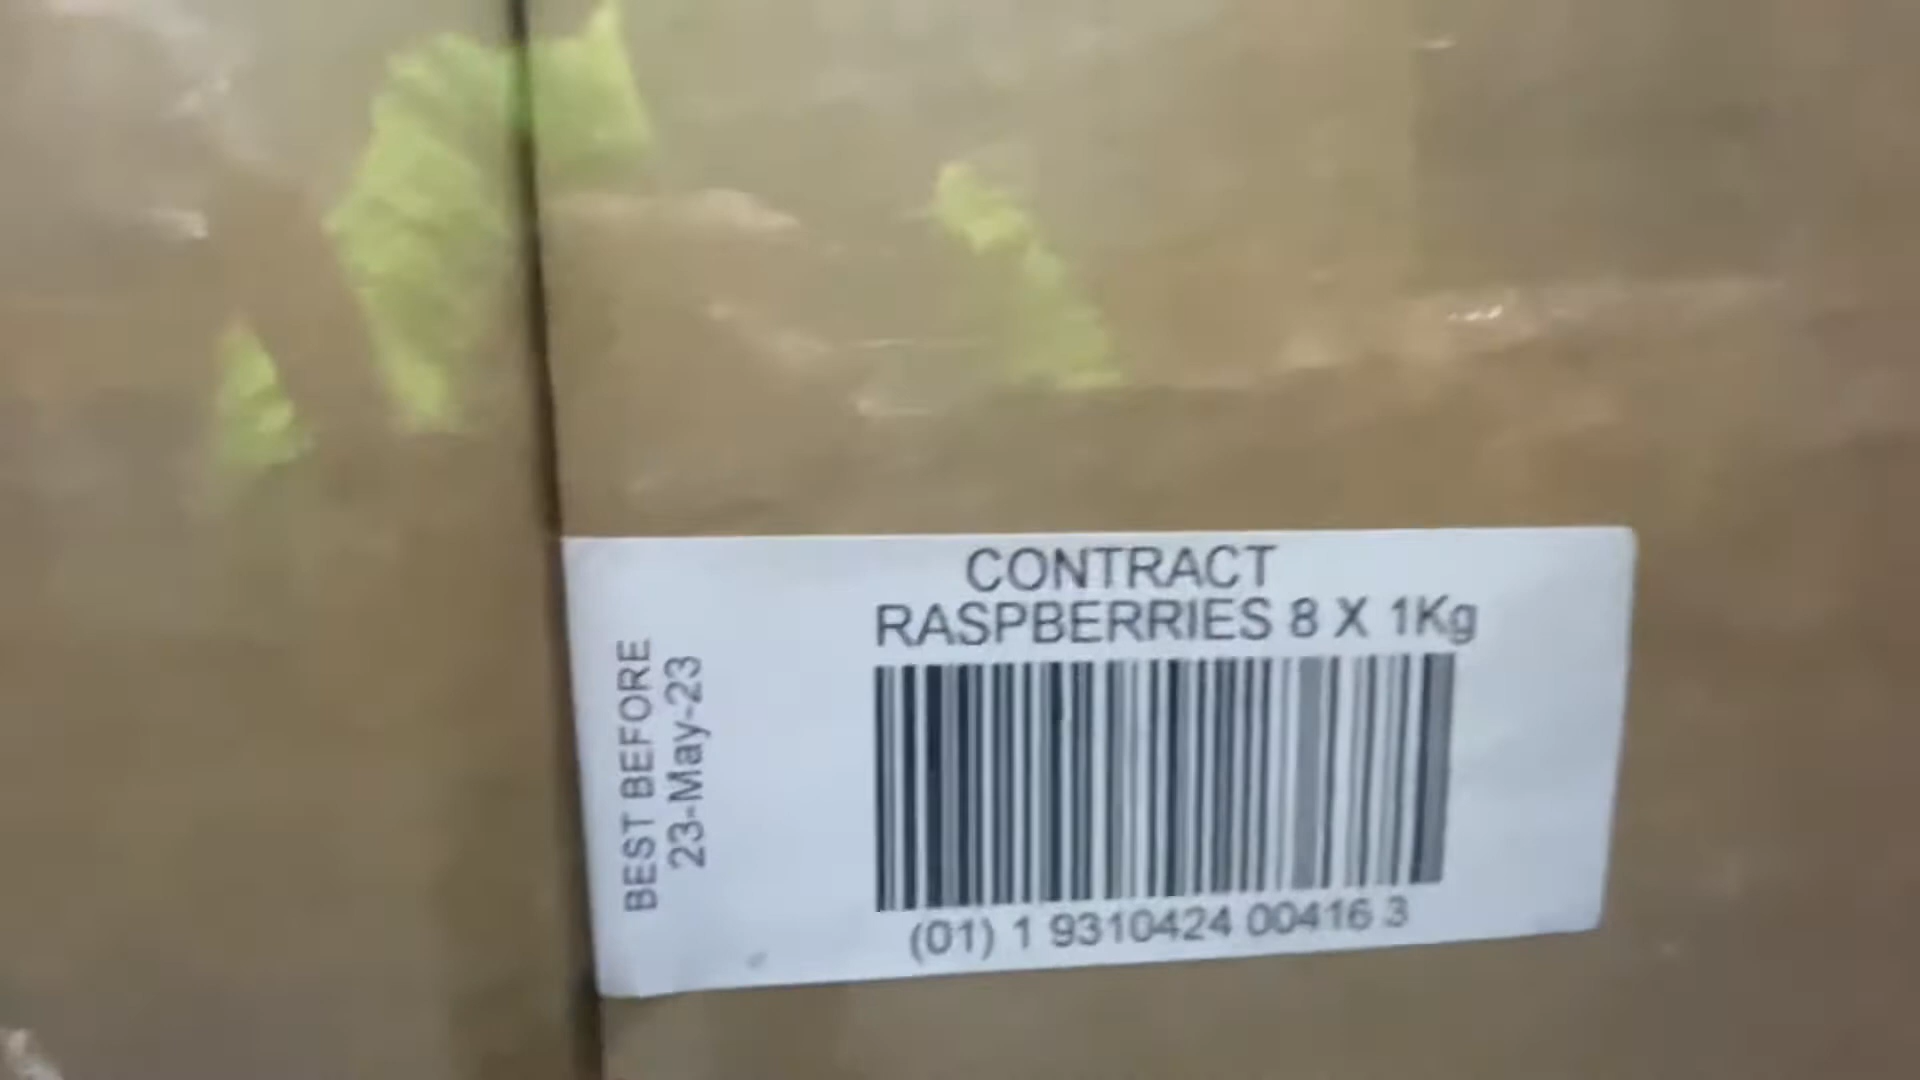 CONTRACT
RASPBERRIES 8 X 1Kg
BEST BEFORE
23-May-23
(01) 1 9310424 00416 3